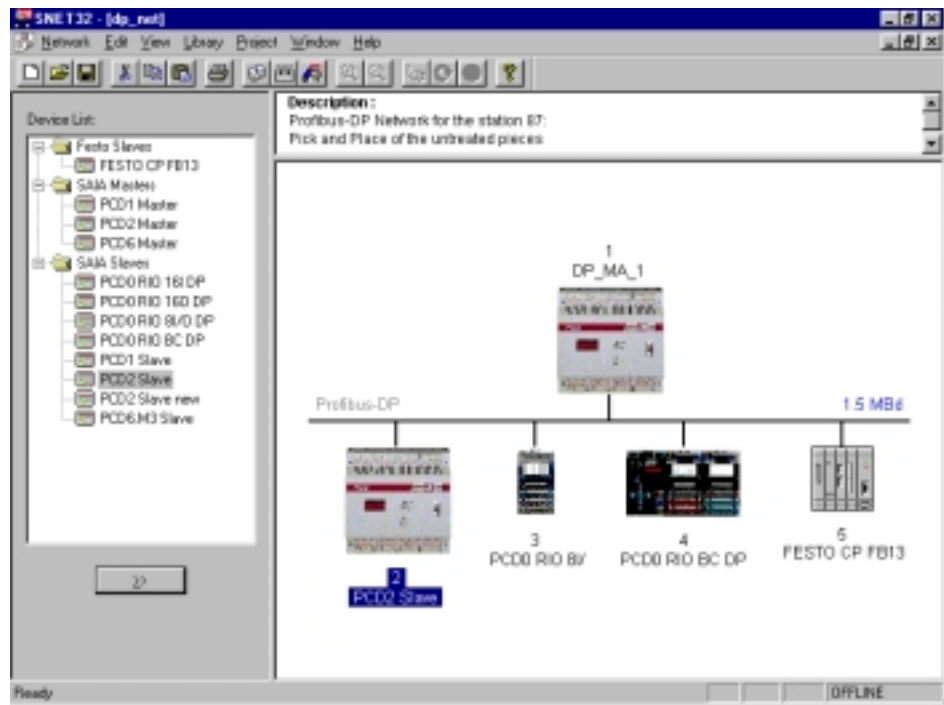 SNET32 - [dp_net]
Network Edit View Library Project Window Help
Device List:
Festo Slaves
FESTO CP FB13
SAIA Masters
PCD1 Master
PCD2 Master
PCD6 Master
SAIA Slaves
PCD0 RIO 16I DP
PCD0 RIO 16O DP
PCD0 RIO 8I/O DP
PCD0 RIO BC DP
PCD1 Slave
PCD2 Slave
PCD2 Slave new
PCD6.M3 Slave
>>
Description :
Profibus-DP Network for the station 87:
Pick and Place of the untreated pieces
1
DP_MA_1
Profibus-DP
1.5 MBd
2
PCD2 Slave
3
PCD0 RIO 8I/
4
PCD0 RIO BC DP
5
FESTO CP FB13
Ready
OFFLINE